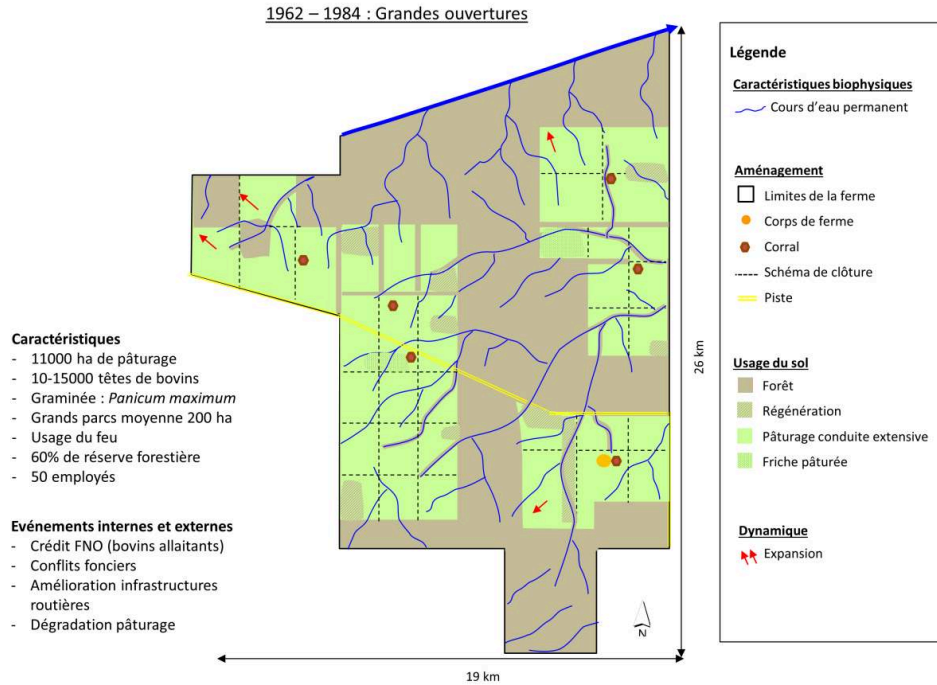 1962 – 1984 : Grandes ouvertures
Caractéristiques
- 11000 ha de pâturage
- 10-15000 têtes de bovins
- Graminée : Panicum maximum
- Grands parcs moyenne 200 ha
- Usage du feu
- 60% de réserve forestière
- 50 employés
Evénements internes et externes
- Crédit FNO (bovins allaitants)
- Conflits fonciers
- Amélioration infrastructures
routières
- Dégradation pâturage
26 km
N
19 km
Légende
Caractéristiques biophysiques
Cours d'eau permanent
Aménagement
Limites de la ferme
Corps de ferme
Corral
Schéma de clôture
Piste
Usage du sol
Forêt
Régénération
Pâturage conduite extensive
Friche pâturée
Dynamique
Expansion